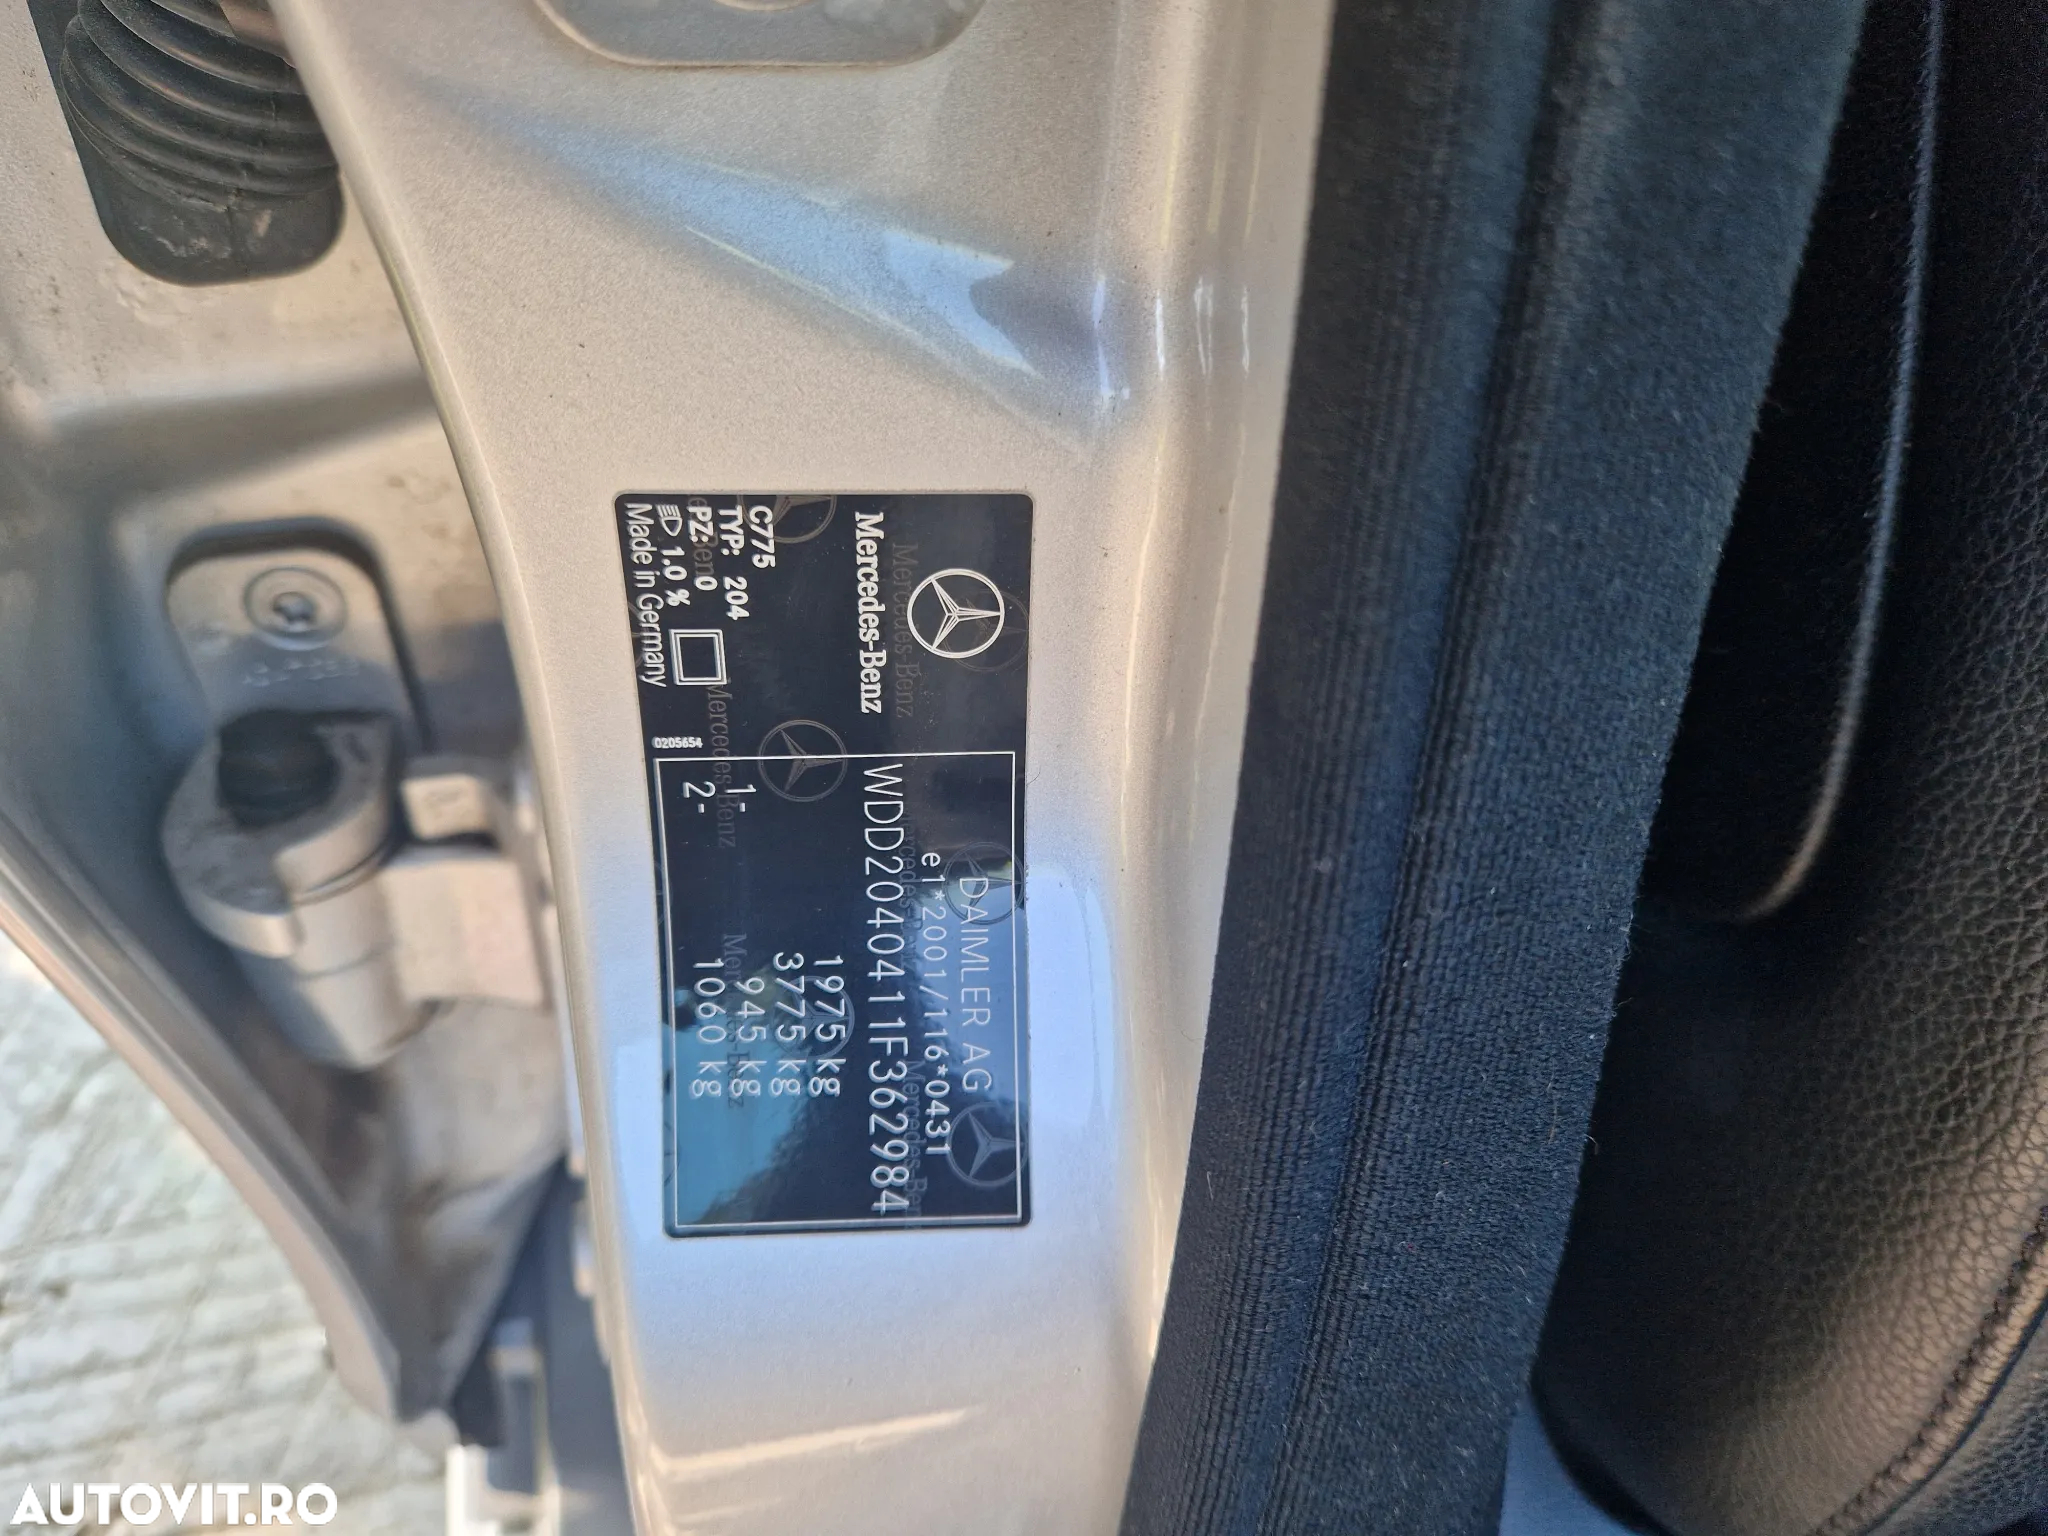 Mercedes-Benz
C775
TYP: 204
PZ: 0
1.0 %
Made in Germany
0205654
DAIMLER AG
e1*2001/116*0431
WDD2040411F362984
1975 kg
3775 kg
1- 945 kg
2- 1060 kg
AUTOVIT.RO